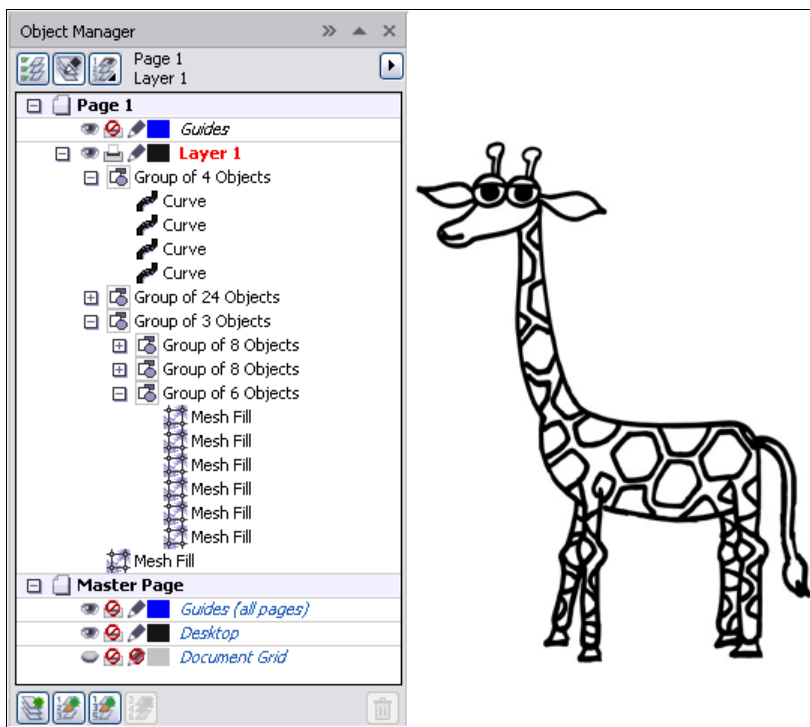 Object Manager
Page 1
Layer 1
Page 1
Guides
Layer 1
Group of 4 Objects
Curve
Curve
Curve
Curve
Group of 24 Objects
Group of 3 Objects
Group of 8 Objects
Group of 8 Objects
Group of 6 Objects
Mesh Fill
Mesh Fill
Mesh Fill
Mesh Fill
Mesh Fill
Mesh Fill
Mesh Fill
Master Page
Guides (all pages)
Desktop
Document Grid